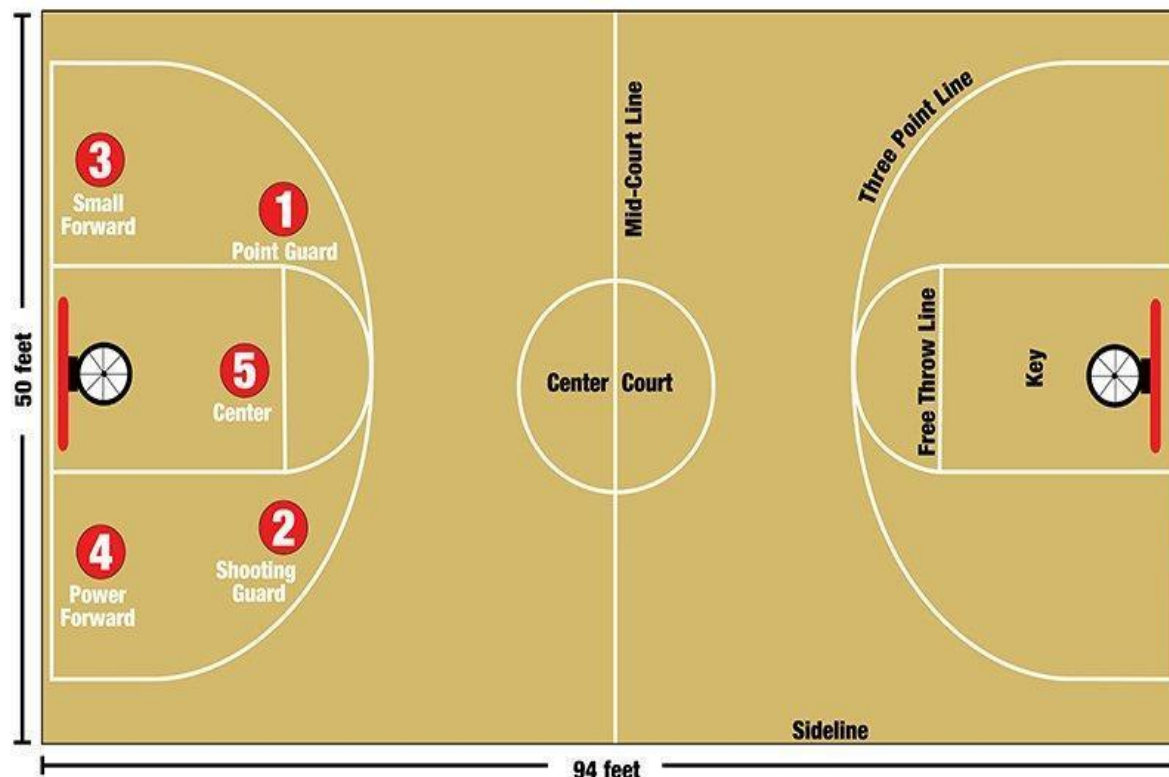 3
Small
Forward
1
Point Guard
5
Center
4
Power
Forward
2
Shooting
Guard
50 feet
Mid-Court Line
Center Court
Three Point Line
Free Throw Line
Key
Sideline
94 feet